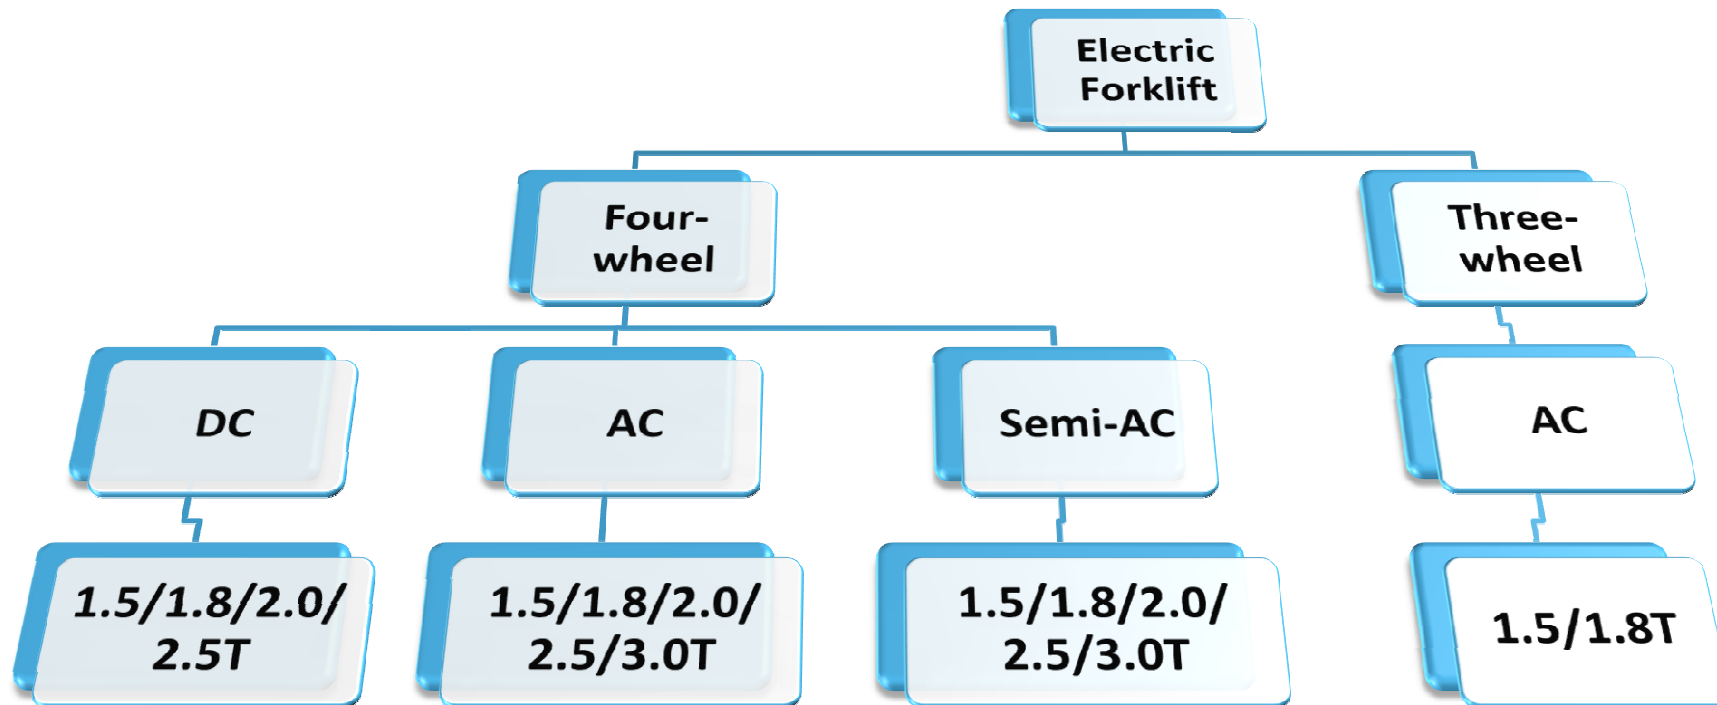 Electric
Forklift
Four-
wheel
Three-
wheel
DC
AC
Semi-AC
AC
1.5/1.8/2.0/
2.5T
1.5/1.8/2.0/
2.5/3.0T
1.5/1.8/2.0/
2.5/3.0T
1.5/1.8T